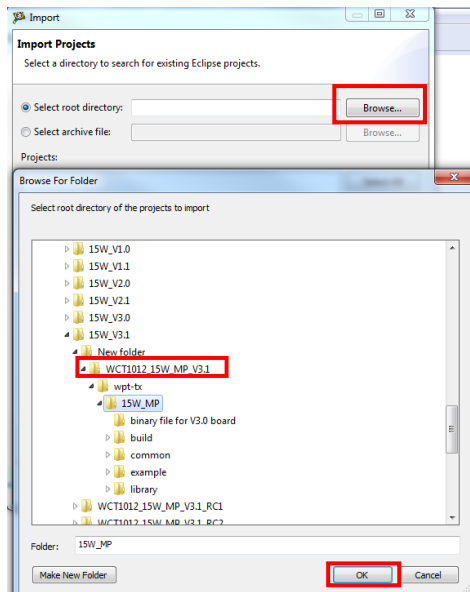 Import
Import Projects
Select a directory to search for existing Eclipse projects.
Select root directory: Browse...
Select archive file: Browse...
Projects:
Browse For Folder
Select root directory of the projects to import
15W_V1.0
15W_V1.1
15W_V2.0
15W_V2.1
15W_V3.0
15W_V3.1
New folder
WCT1012_15W_MP_V3.1
wpt-tx
15W_MP
binary file for V3.0 board
build
common
example
library
WCT1012_15W_MP_V3.1_RC1
WCT1012_15W_MP_V3.1_RC2
Folder: 15W_MP
Make New Folder OK Cancel